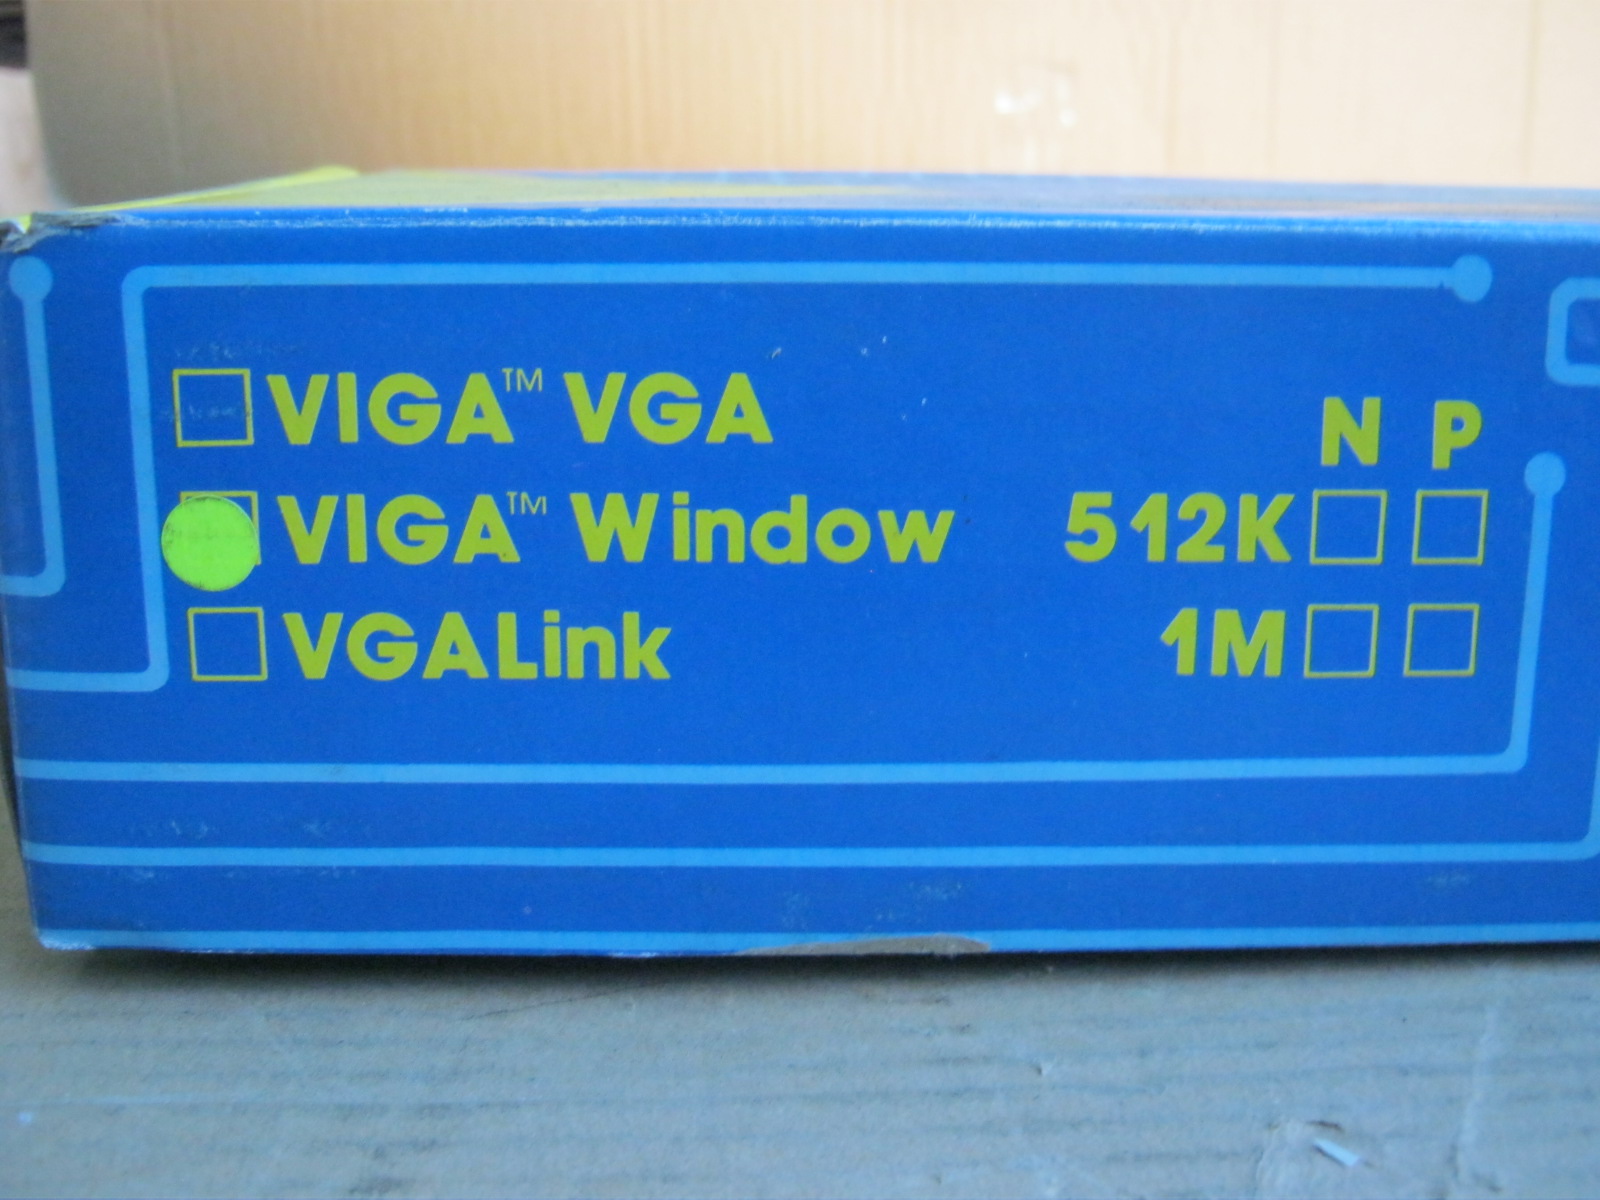 VIGA™ VGA
N P
VIGA™ Window 512K
VGALink 1M